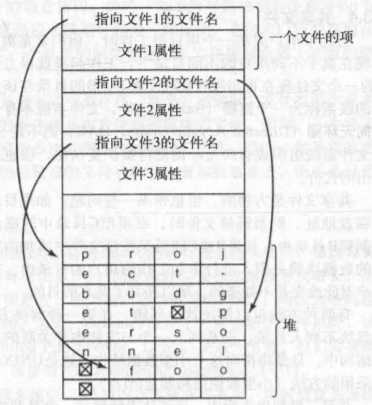 指向文件1的文件名
文件1属性
指向文件2的文件名
文件2属性
指向文件3的文件名
文件3属性
一个文件的项
p r o j
e c t -
b u d g
e t ☒ p
e r s o
n n e l
☒ f o o
☒
堆